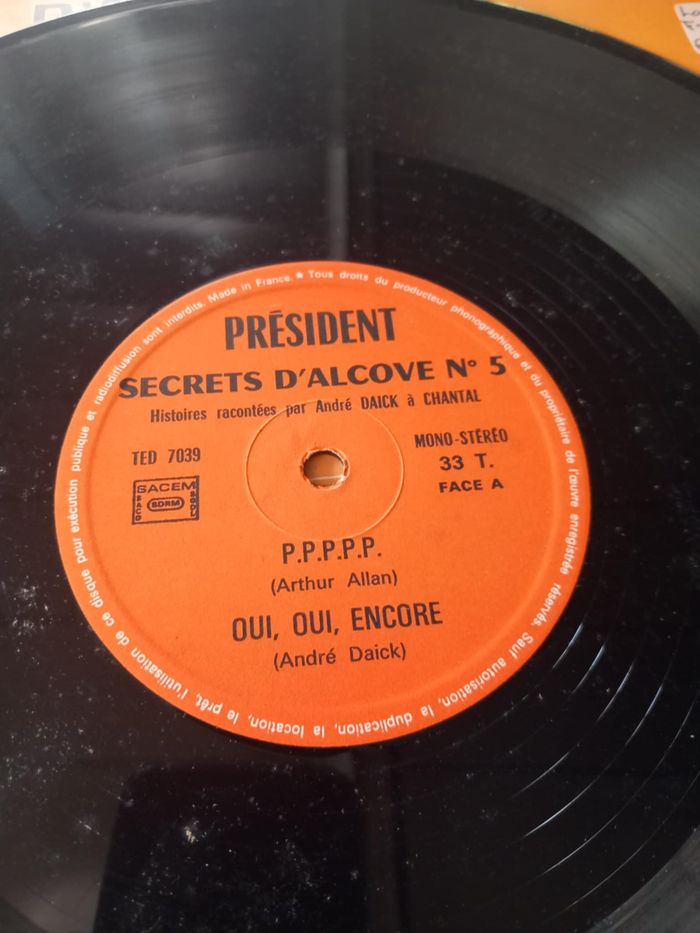 PRÉSIDENT
SECRETS D'ALCOVE Nº 5
Histoires racontées par André DAICK à CHANTAL
TED 7039
SACEM
SACD
SDRM
SGDL
MONO-STÉRÉO
33 T.
FACE A
P.P.P.P.P.
(Arthur Allan)
OUI, OUI, ENCORE
(André Daick)
★ Tous droits du producteur phonographique et du propriétaire de l'œuvre enregistrée réservés. Sauf autorisation, la duplication, la location, le prêt, l'utilisation de ce disque pour exécution publique et radiodiffusion sont interdits. Made in France.